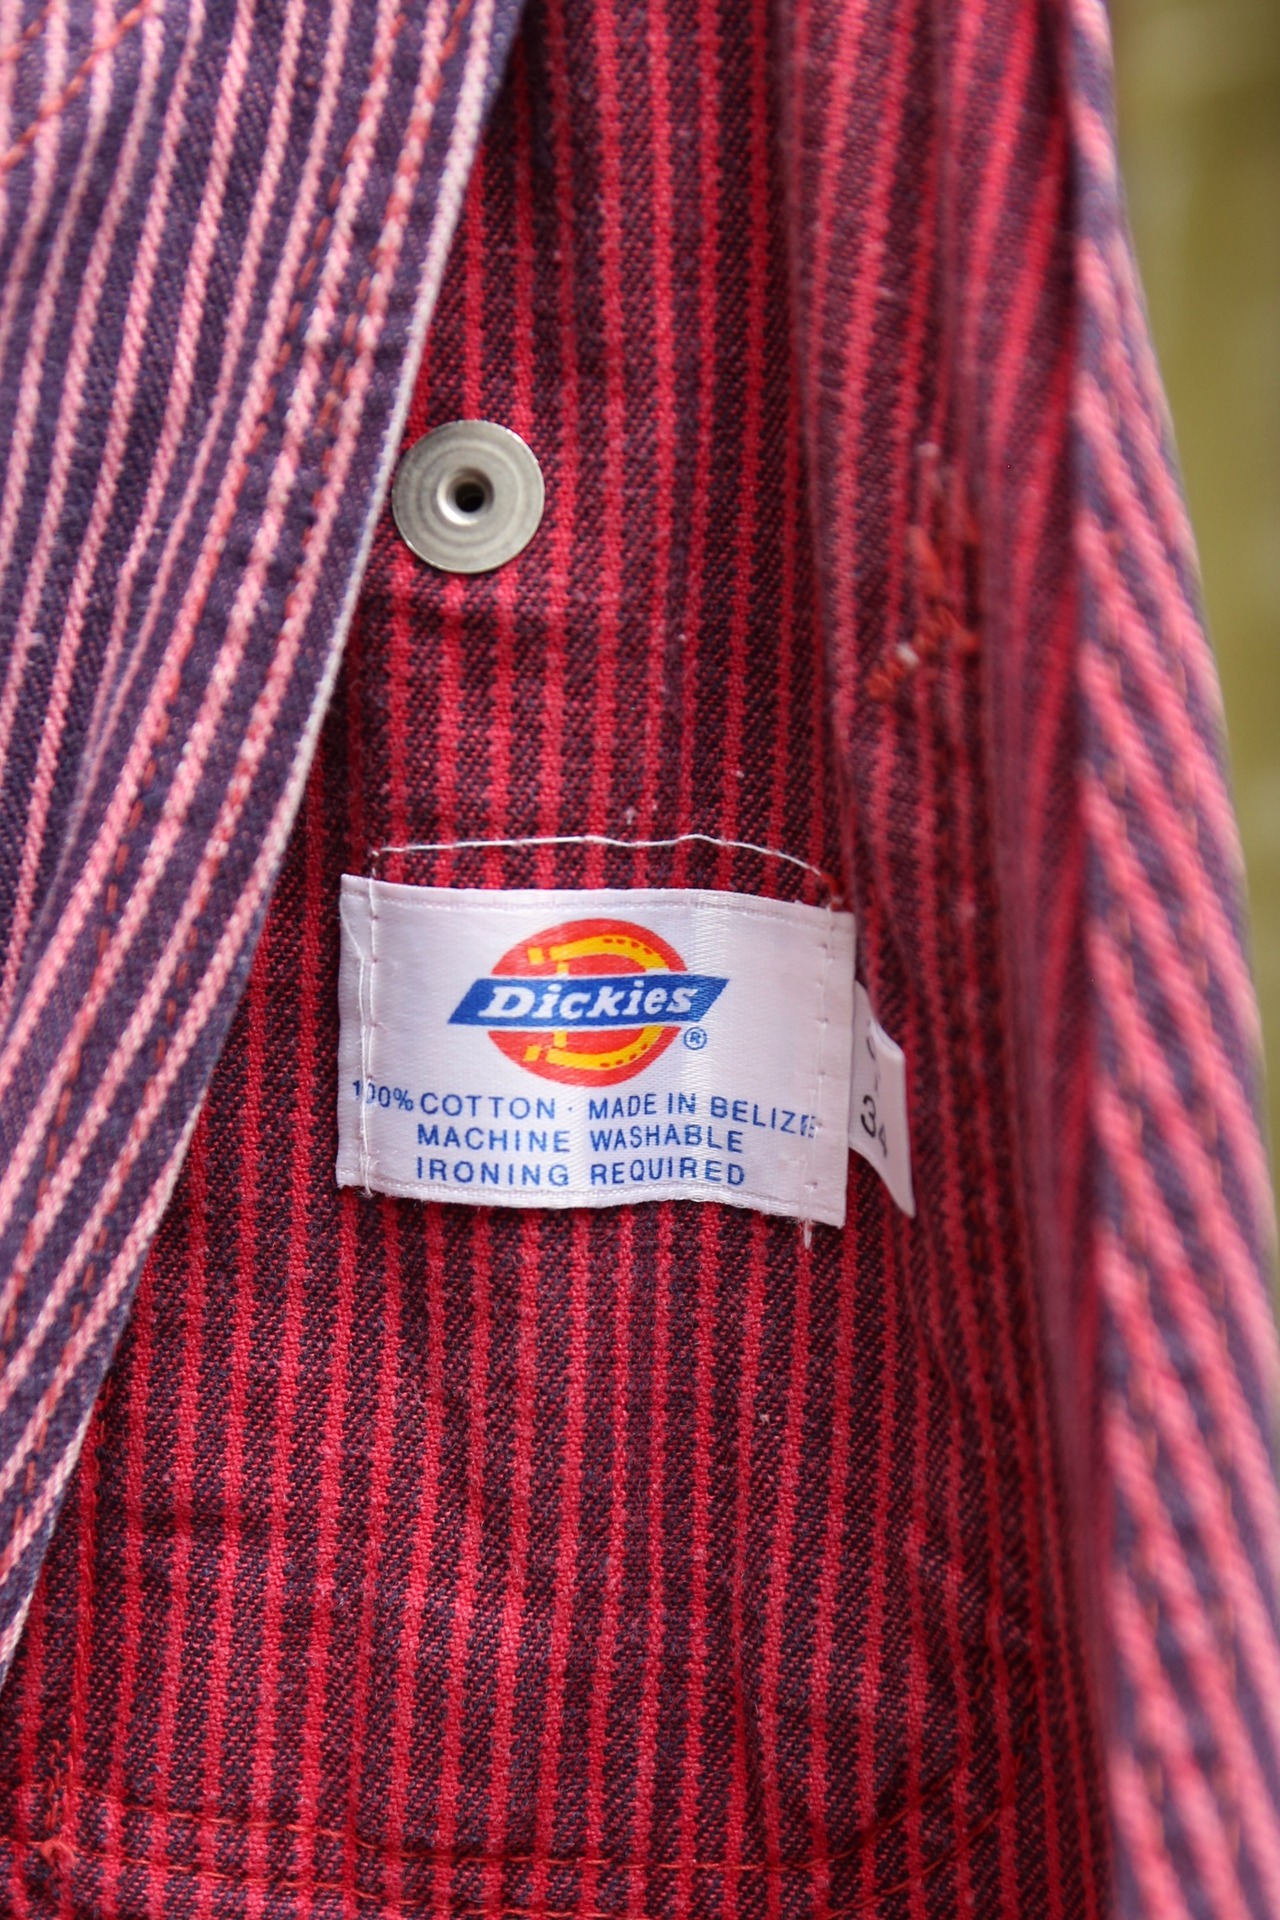 Dickies®
100% COTTON · MADE IN BELIZE
MACHINE WASHABLE
IRONING REQUIRED
34